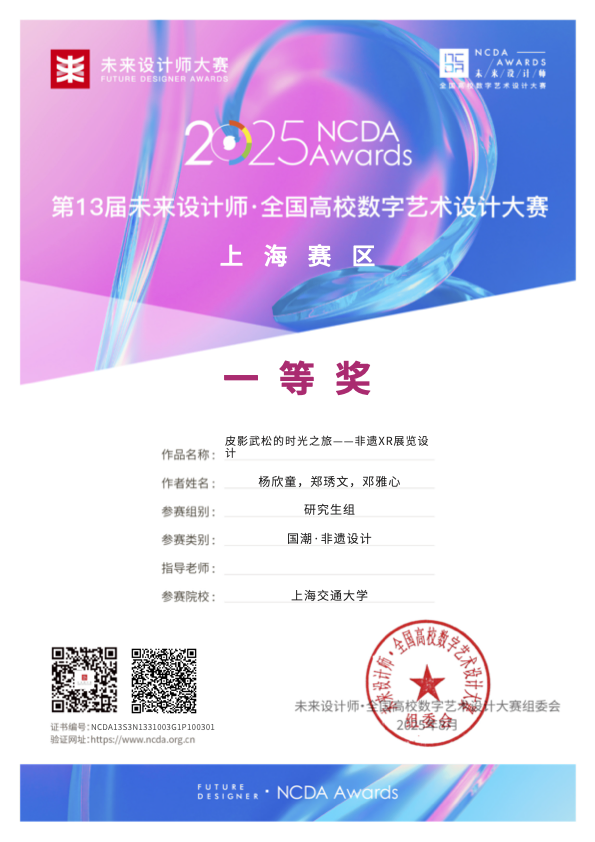 未来设计师大赛
FUTURE DESIGNER AWARDS
NCDA
AWARDS
未/来/设/计/师
全国高校数字艺术设计大赛
2025 NCDA
Awards
第13届未来设计师·全国高校数字艺术设计大赛
上海赛区
一等奖
作品名称: 皮影武松的时光之旅——非遗XR展览设
计
作者姓名: 杨欣童，郑琇文，邓雅心
参赛组别: 研究生组
参赛类别: 国潮·非遗设计
指导老师:
参赛院校: 上海交通大学
未来设计师·全国高校数字艺术设计大赛
组委会
未来设计师·全国高校数字艺术设计大赛组委会
2025年8月
证书编号:NCDA13S3N1331003G1P100301
验证网址:https://www.ncda.org.cn
FUTURE
DESIGNER · NCDA Awards